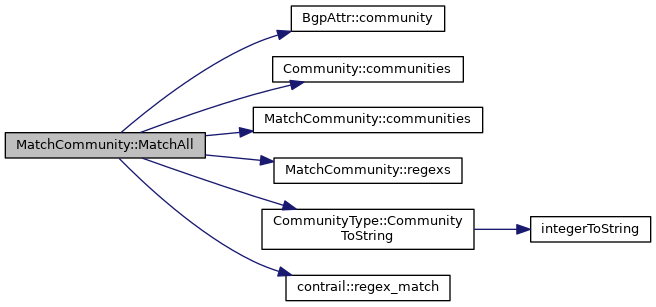 BgpAttr::community
Community::communities
MatchCommunity::communities
MatchCommunity::MatchAll
MatchCommunity::regexs
CommunityType::Community
ToString
integerToString
contrail::regex_match